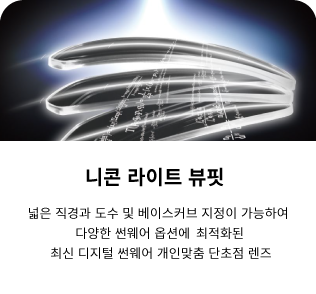 니콘 라이트 뷰핏
넓은 직경과 도수 및 베이스커브 지정이 가능하여
다양한 썬웨어 옵션에 최적화된
최신 디지털 썬웨어 개인맞춤 단초점 렌즈